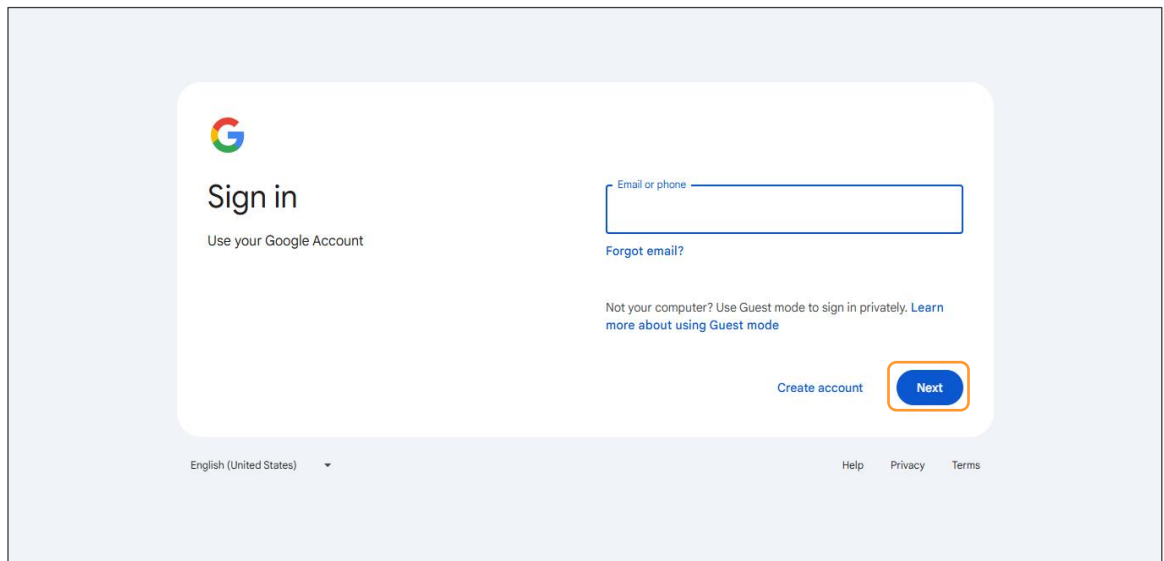 Sign in
Use your Google Account
Email or phone
Forgot email?
Not your computer? Use Guest mode to sign in privately. Learn
more about using Guest mode
Create account
Next
English (United States)
Help Privacy Terms